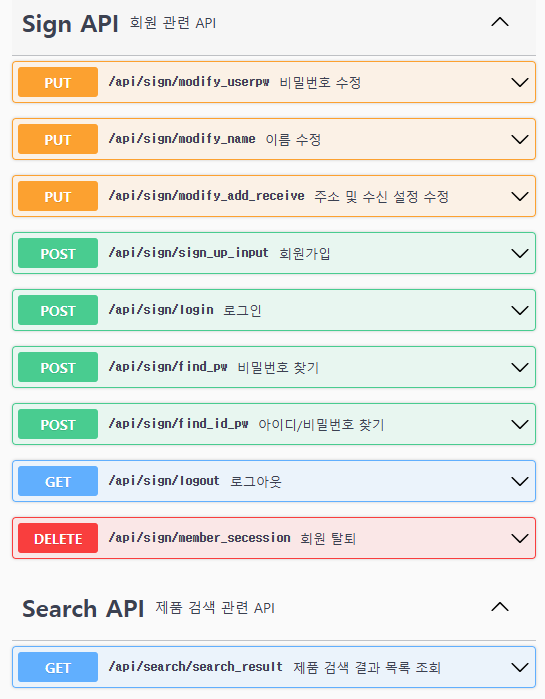 Sign API 회원 관련 API
PUT /api/sign/modify_userpw 비밀번호 수정
PUT /api/sign/modify_name 이름 수정
PUT /api/sign/modify_add_receive 주소 및 수신 설정 수정
POST /api/sign/sign_up_input 회원가입
POST /api/sign/login 로그인
POST /api/sign/find_pw 비밀번호 찾기
POST /api/sign/find_id_pw 아이디/비밀번호 찾기
GET /api/sign/logout 로그아웃
DELETE /api/sign/member_secession 회원 탈퇴
Search API 제품 검색 관련 API
GET /api/search/search_result 제품 검색 결과 목록 조회